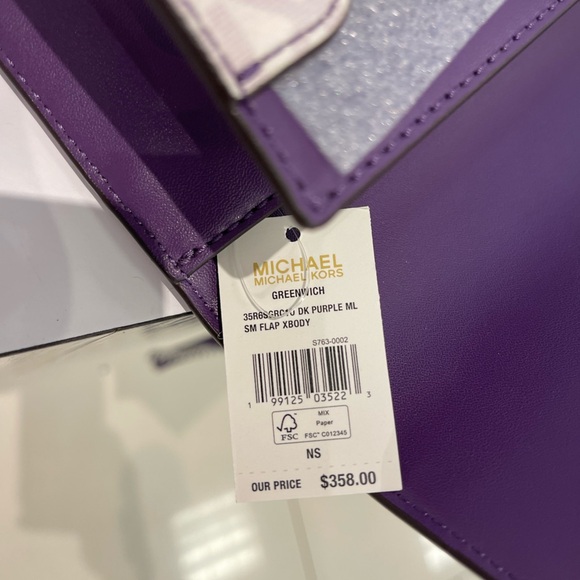 MICHAEL
MICHAEL KORS
GREENWICH
DK PURPLE ML
SM FLAP XBODY
S763-0002
1 99125 03522 3
FSC
MIX
Paper
FSC™ C012345
NS
OUR PRICE $358.00